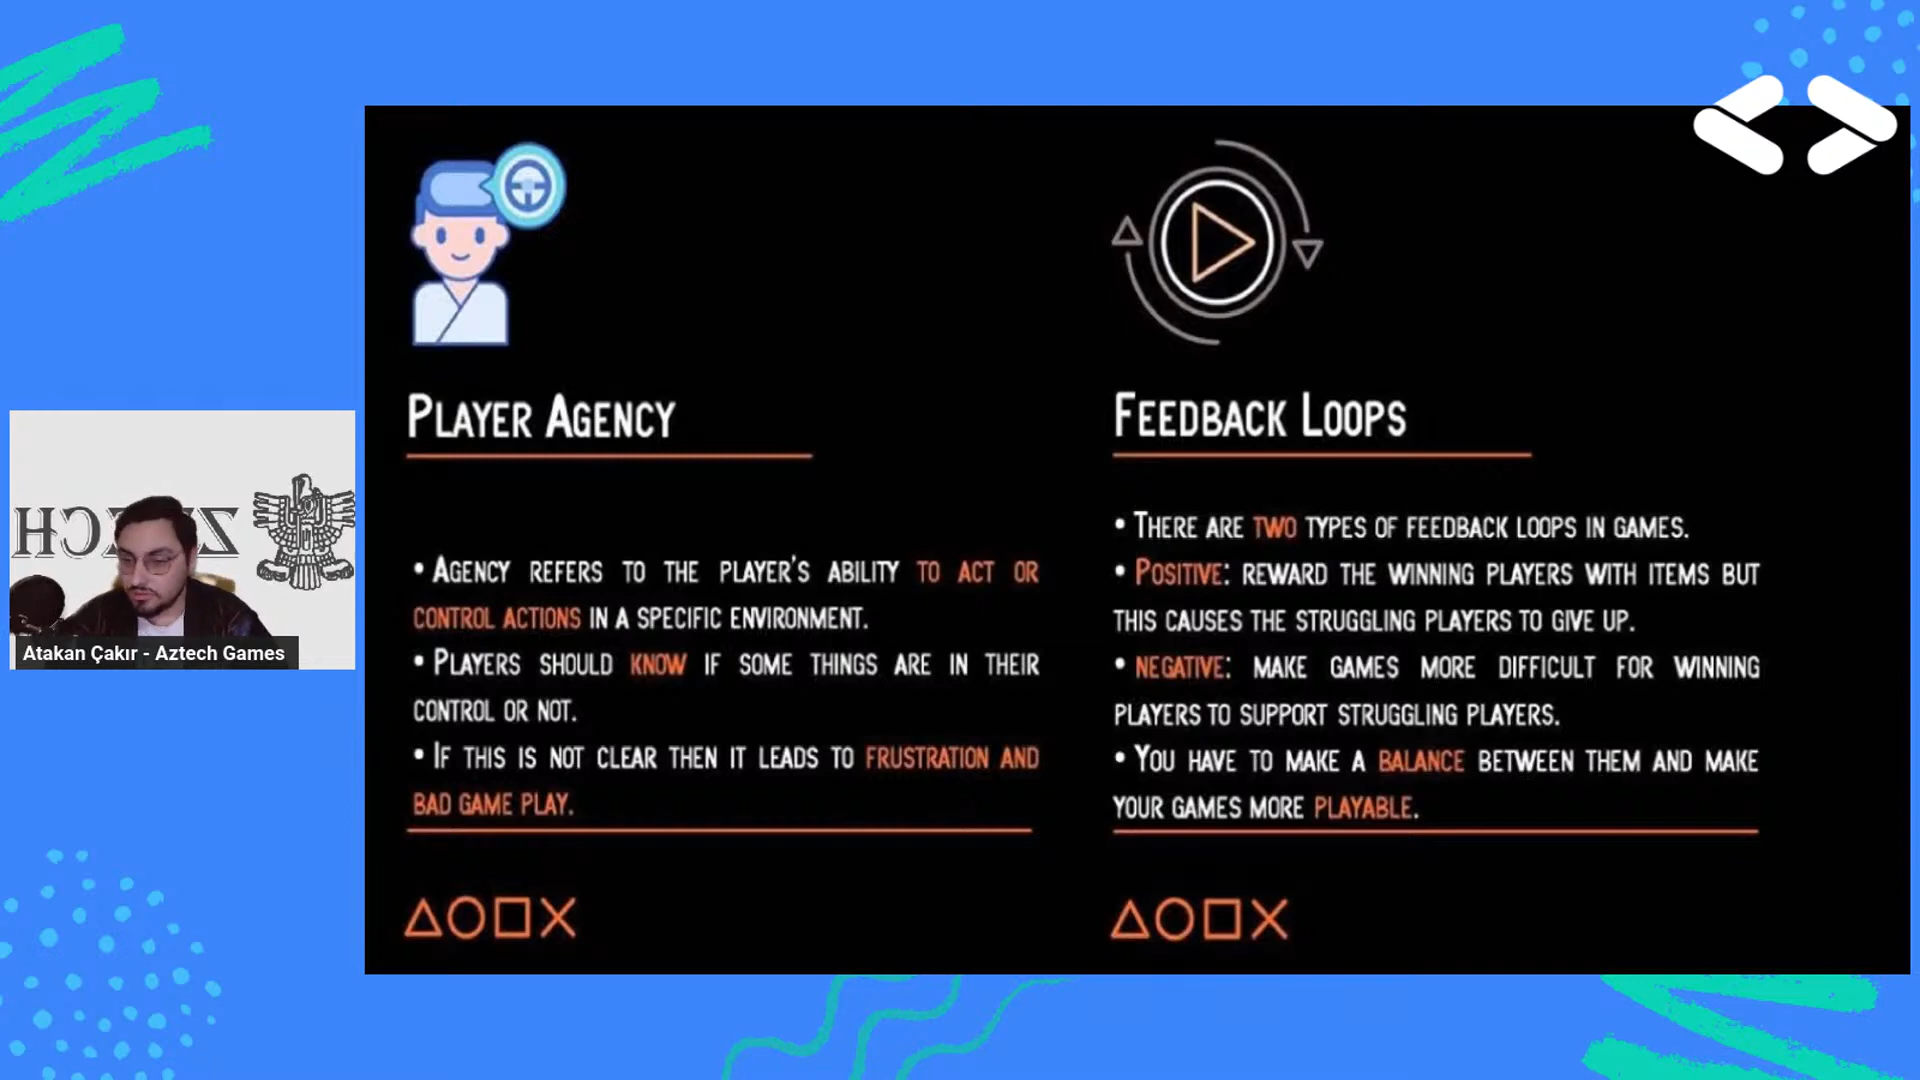 PLAYER AGENCY
• AGENCY REFERS TO THE PLAYER'S ABILITY TO ACT OR
CONTROL ACTIONS IN A SPECIFIC ENVIRONMENT.
• PLAYERS SHOULD KNOW IF SOME THINGS ARE IN THEIR
CONTROL OR NOT.
• IF THIS IS NOT CLEAR THEN IT LEADS TO FRUSTRATION AND
BAD GAME PLAY.
FEEDBACK LOOPS
• THERE ARE TWO TYPES OF FEEDBACK LOOPS IN GAMES.
• POSITIVE: REWARD THE WINNING PLAYERS WITH ITEMS BUT
THIS CAUSES THE STRUGGLING PLAYERS TO GIVE UP.
• NEGATIVE: MAKE GAMES MORE DIFFICULT FOR WINNING
PLAYERS TO SUPPORT STRUGGLING PLAYERS.
• YOU HAVE TO MAKE A BALANCE BETWEEN THEM AND MAKE
YOUR GAMES MORE PLAYABLE.
Atakan Çakır - Aztech Games